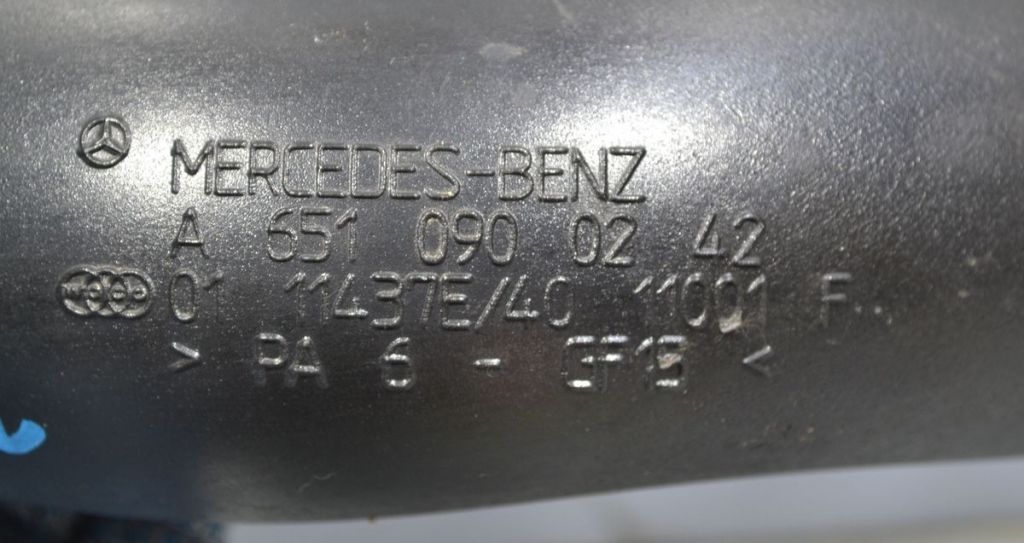 MERCEDES-BENZ
A 651 090 02 42
01 11437E/40 11001 F..
> PA 6 - GF15 <